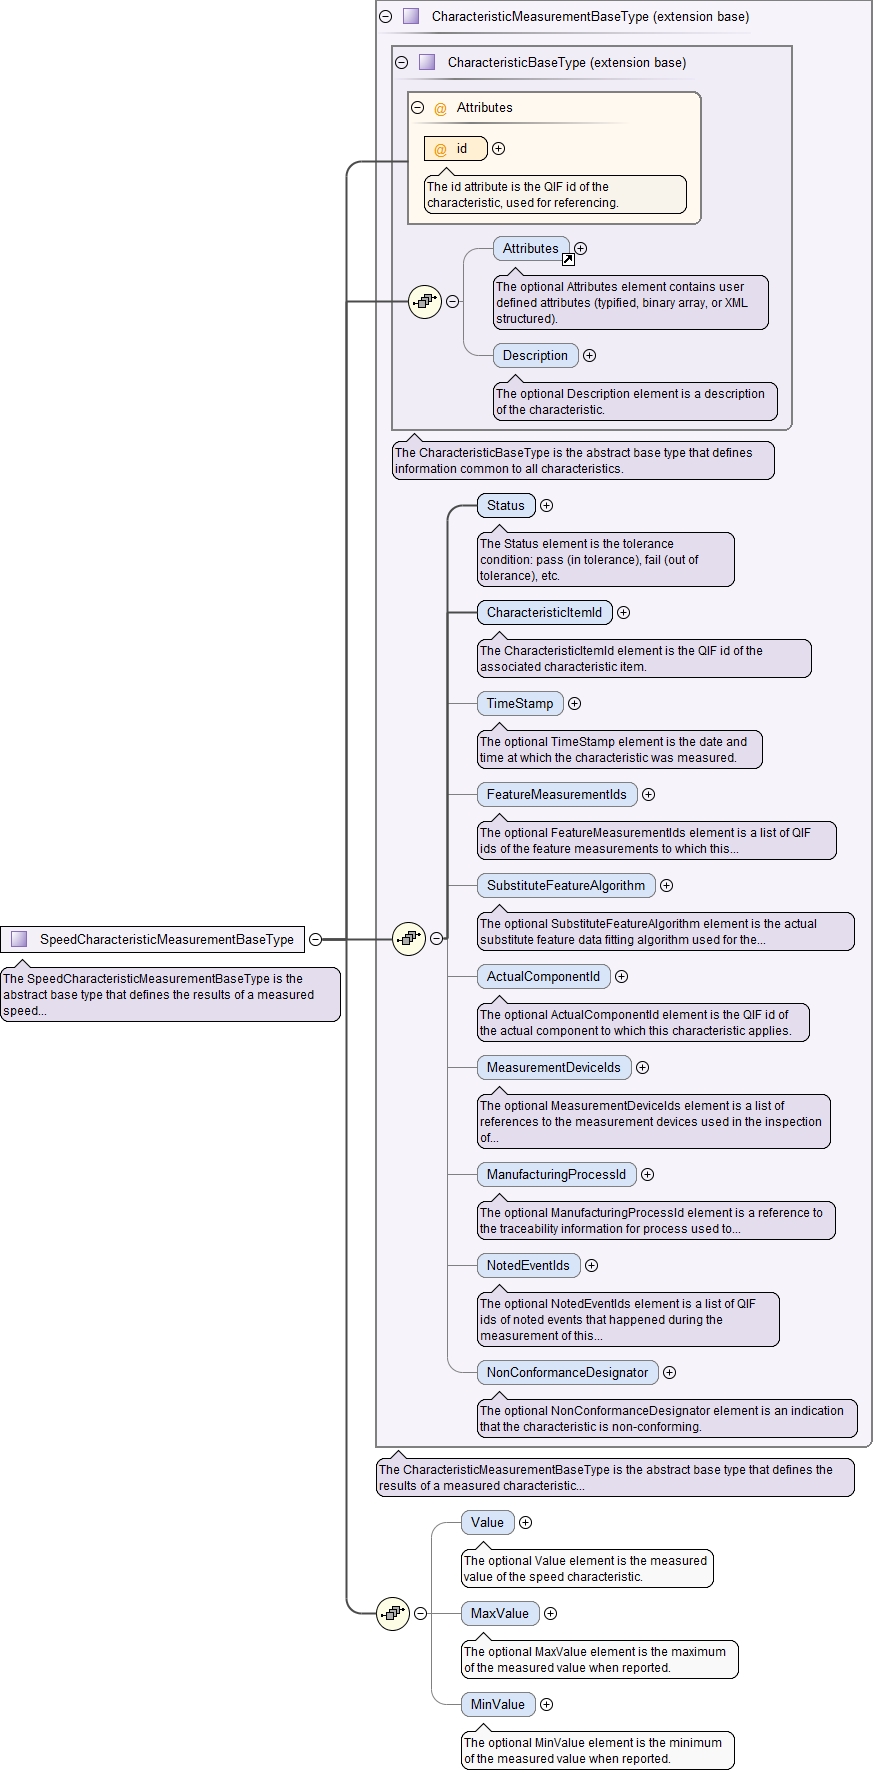 CharacteristicMeasurementBaseType (extension base)
CharacteristicBaseType (extension base)
@ Attributes
@ id
The id attribute is the QIF id of the
characteristic, used for referencing.
Attributes
The optional Attributes element contains user
defined attributes (typified, binary array, or XML
structured).
Description
The optional Description element is a description
of the characteristic.
The CharacteristicBaseType is the abstract base type that defines
information common to all characteristics.
Status
The Status element is the tolerance
condition: pass (in tolerance), fail (out of
tolerance), etc.
CharacteristicItemId
The CharacteristicItemId element is the QIF id of the
associated characteristic item.
TimeStamp
The optional TimeStamp element is the date and
time at which the characteristic was measured.
FeatureMeasurementIds
The optional FeatureMeasurementIds element is a list of QIF
ids of the feature measurements to which this...
SubstituteFeatureAlgorithm
The optional SubstituteFeatureAlgorithm element is the actual
substitute feature data fitting algorithm used for the...
SpeedCharacteristicMeasurementBaseType
The SpeedCharacteristicMeasurementBaseType is the
abstract base type that defines the results of a measured
speed...
ActualComponentId
The optional ActualComponentId element is the QIF id of
the actual component to which this characteristic applies.
MeasurementDeviceIds
The optional MeasurementDeviceIds element is a list of
references to the measurement devices used in the inspection
of...
ManufacturingProcessId
The optional ManufacturingProcessId element is a reference to
the traceability information for process used to...
NotedEventIds
The optional NotedEventIds element is a list of QIF
ids of noted events that happened during the
measurement of this...
NonConformanceDesignator
The optional NonConformanceDesignator element is an indication
that the characteristic is non-conforming.
The CharacteristicMeasurementBaseType is the abstract base type that defines the
results of a measured characteristic...
Value
The optional Value element is the measured
value of the speed characteristic.
MaxValue
The optional MaxValue element is the maximum
of the measured value when reported.
MinValue
The optional MinValue element is the minimum
of the measured value when reported.